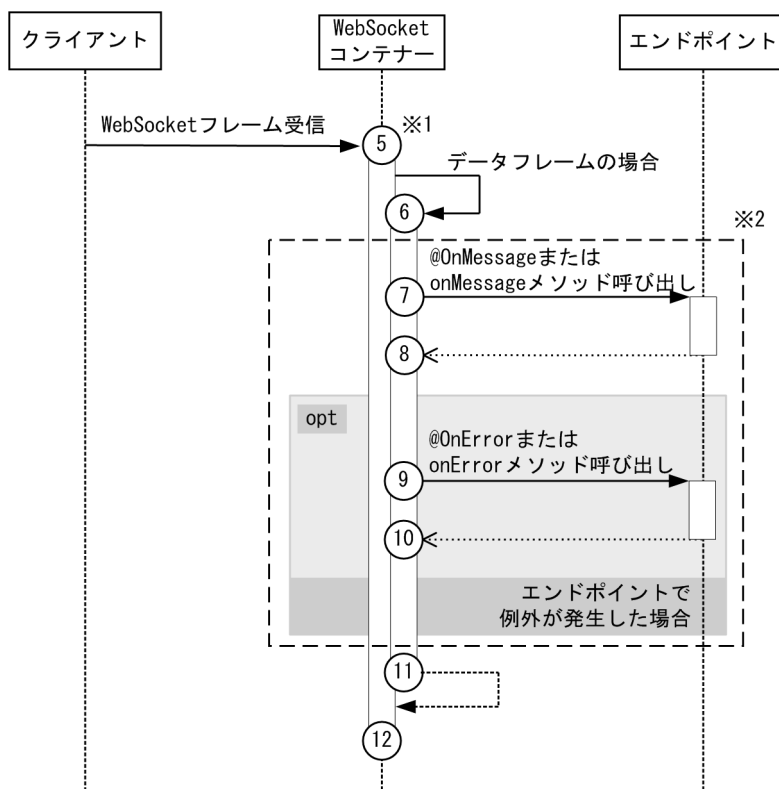 クライアント
WebSocket
コンテナー
エンドポイント
WebSocketフレーム受信
5
※1
データフレームの場合
6
※2
@OnMessageまたは
onMessageメソッド呼び出し
7
8
opt
@OnErrorまたは
onErrorメソッド呼び出し
9
10
エンドポイントで
例外が発生した場合
11
12